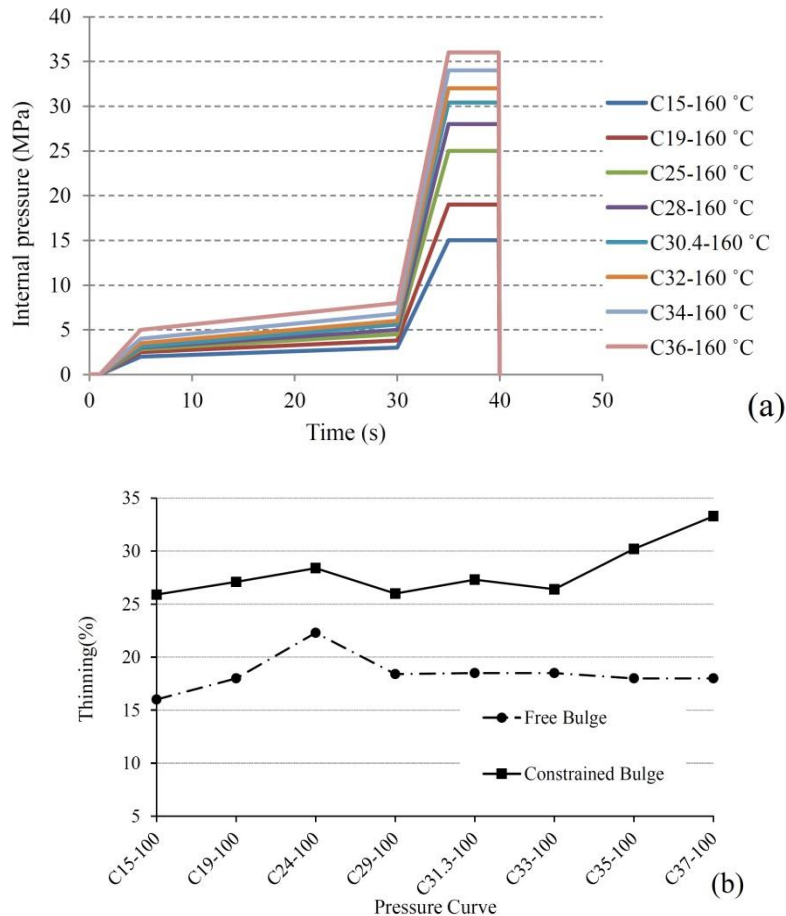 40
35
30
25
20
15
10
5
0
Internal pressure (MPa)
0 10 20 30 40 50
Time (s)
C15-160 ˚C
C19-160 ˚C
C25-160 ˚C
C28-160 ˚C
C30.4-160 ˚C
C32-160 ˚C
C34-160 ˚C
C36-160 ˚C
(a)
35
30
25
20
15
10
5
Thinning(%)
Free Bulge
Constrained Bulge
C15-100
C19-100
C24-100
C29-100
C31.3-100
C33-100
C35-100
C37-100
Pressure Curve
(b)